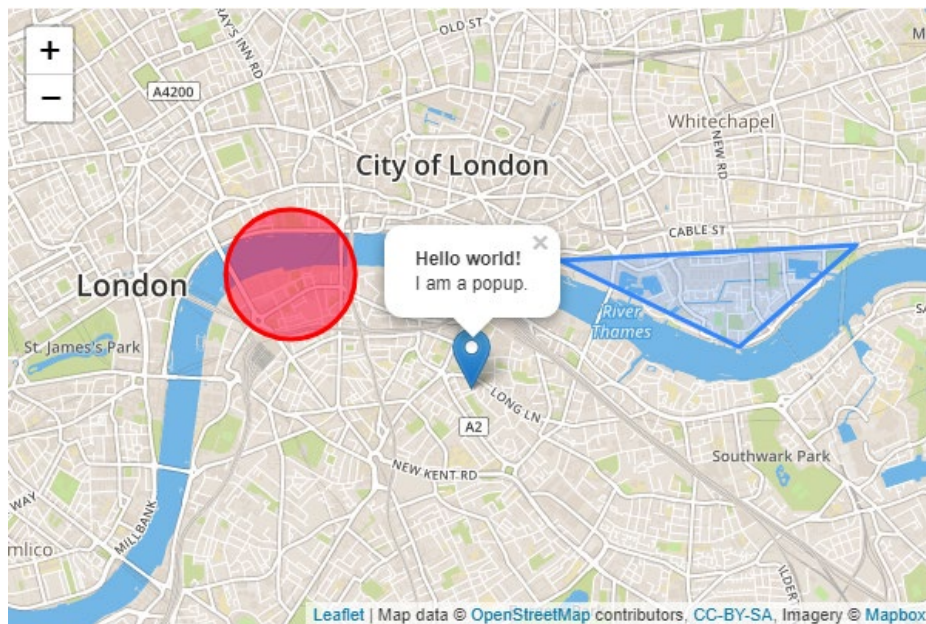 +
−
OLD ST
A4200
Whitechapel
NEW RD
City of London
CABLE ST
Hello world!
×
I am a popup.
London
River
Thames
St. James's Park
LONG LN
A2
NEW KENT RD
Southwark Park
WAY
MILLBANK
mlico
Leaflet | Map data © OpenStreetMap contributors, CC-BY-SA, Imagery © Mapbox